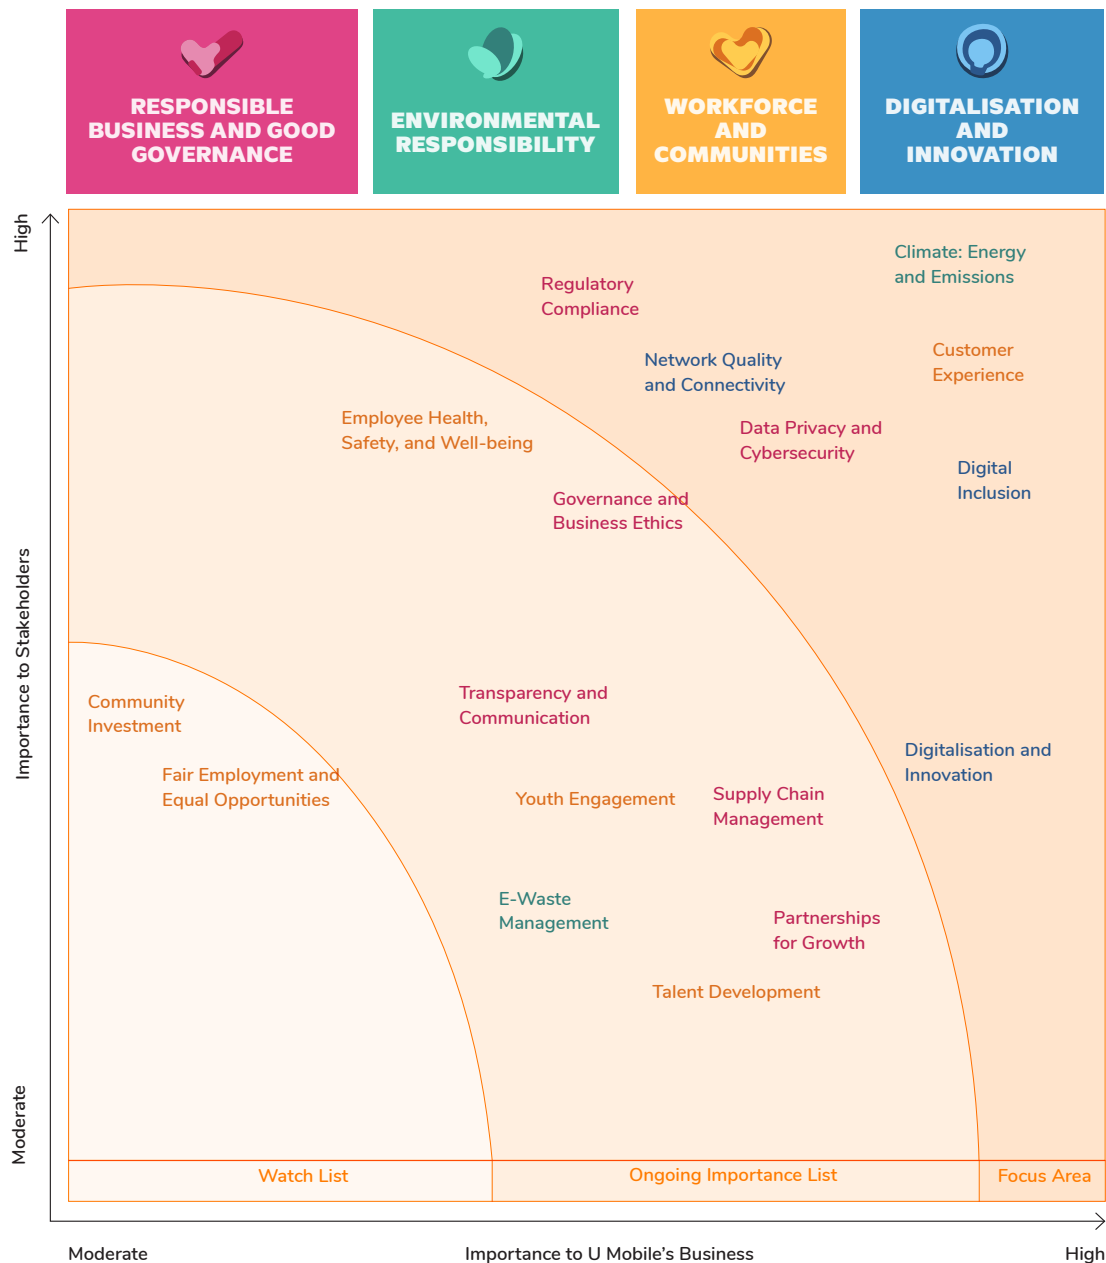 RESPONSIBLE
BUSINESS AND GOOD
GOVERNANCE
ENVIRONMENTAL
RESPONSIBILITY
WORKFORCE
AND
COMMUNITIES
DIGITALISATION
AND
INNOVATION
High
Importance to Stakeholders
Moderate
Climate: Energy
and Emissions
Regulatory
Compliance
Customer
Experience
Network Quality
and Connectivity
Employee Health,
Safety, and Well-being
Data Privacy and
Cybersecurity
Digital
Inclusion
Governance and
Business Ethics
Transparency and
Communication
Community
Investment
Digitalisation and
Innovation
Fair Employment and
Equal Opportunities
Youth Engagement
Supply Chain
Management
E-Waste
Management
Partnerships
for Growth
Talent Development
Watch List
Ongoing Importance List
Focus Area
Moderate
Importance to U Mobile’s Business
High